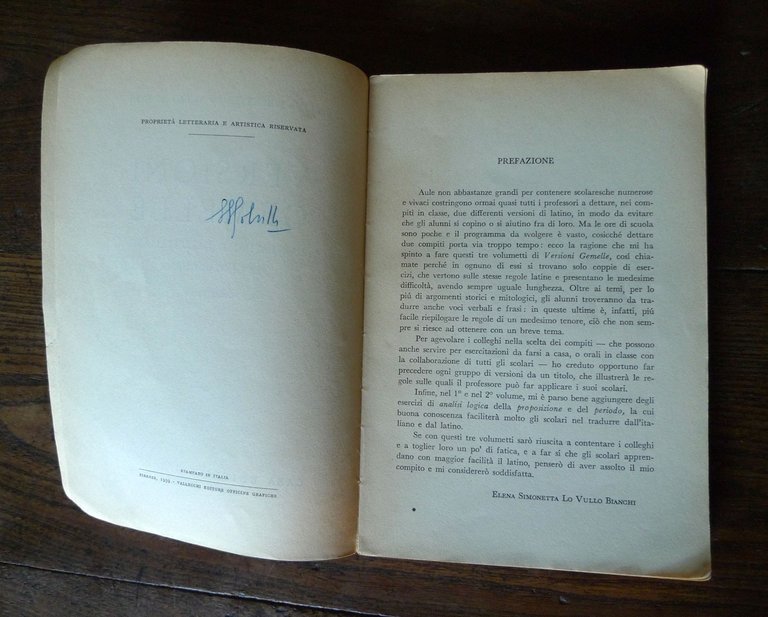 PROPRIETÀ LETTERARIA E ARTISTICA RISERVATA
STAMPATO IN ITALIA
FIRENZE, 1959 - VALLECCHI EDITORE OFFICINE GRAFICHE
PREFAZIONE
Aule non abbastanze grandi per contenere scolaresche numerose
e vivaci costringono ormai quasi tutti i professori a dettare, nei com-
piti in classe, due differenti versioni di latino, in modo da evitare
che gli alunni si copino o si aiutino fra di loro. Ma le ore di scuola
sono poche e il programma da svolgere è vasto, cosicché dettare
due compiti porta via troppo tempo: ecco la ragione che mi ha
spinto a fare questi tre volumetti di Versioni Gemelle, così chia-
mate perché in ognuno di essi si trovano solo coppie di eser-
cizi, che vertono sulle stesse regole latine e presentano le medesime
difficoltà, avendo sempre uguale lunghezza. Oltre ai temi, per lo
piú di argomenti storici e mitologici, gli alunni troveranno da tra-
durre anche voci verbali e frasi: in queste ultime è, infatti, piú
facile riepilogare le regole di un medesimo tenore, ciò che non sem-
pre si riesce ad ottenere con un breve tema.
Per agevolare i colleghi nella scelta dei compiti — che possono
anche servire per esercitazioni da farsi a casa, o orali in classe con
la collaborazione di tutti gli scolari — ho creduto opportuno far
precedere ogni gruppo di versioni da un titolo, che illustrerà le re-
gole sulle quali il professore può far applicare i suoi scolari.
Infine, nel 1° e nel 2° volume, mi è parso bene aggiungere degli
esercizi di analisi logica della proposizione e del periodo, la cui
buona conoscenza faciliterà molto gli scolari nel tradurre dall'ita-
liano e dal latino.
Se con questi tre volumetti sarò riuscita a contentare i colleghi
e a toglier loro un po' di fatica, e a far sì che gli scolari appren-
dano con maggior facilità il latino, penserò di aver assolto il mio
compito e mi considererò soddisfatta.
ELENA SIMONETTA LO VULLO BIANCHI